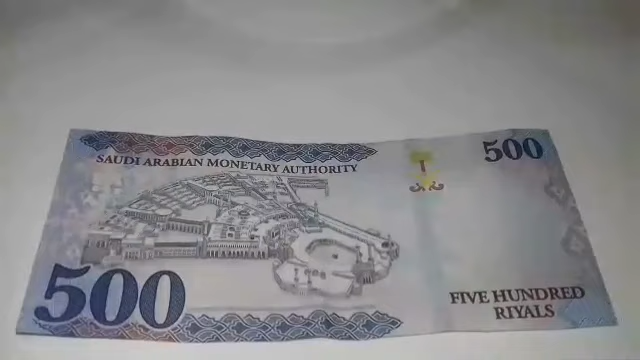 SAUDI ARABIAN MONETARY AUTHORITY
500
500
FIVE HUNDRED
RIYALS